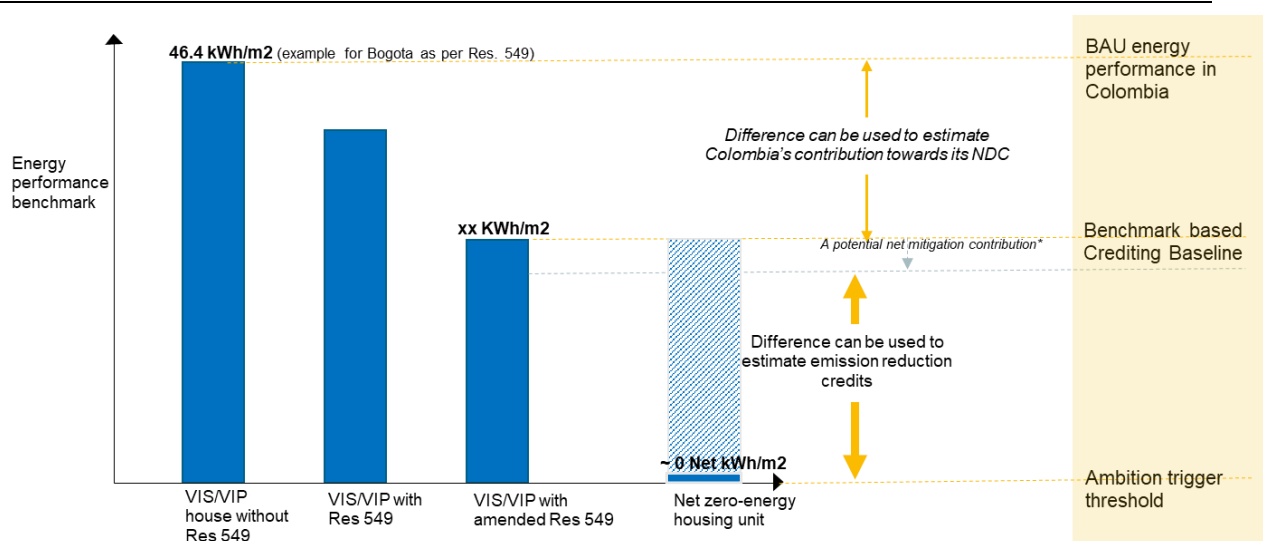 46.4 kWh/m2 (example for Bogota as per Res. 549)
BAU energy
performance in
Colombia
Difference can be used to estimate
Colombia's contribution towards its NDC
Energy
performance
benchmark
xx KWh/m2
A potential net mitigation contribution*
Benchmark based
Crediting Baseline
Difference can be used to
estimate emission reduction
credits
~ 0 Net kWh/m2
Ambition trigger
threshold
VIS/VIP
house without
Res 549
VIS/VIP with
Res 549
VIS/VIP with
amended Res 549
Net zero-energy
housing unit